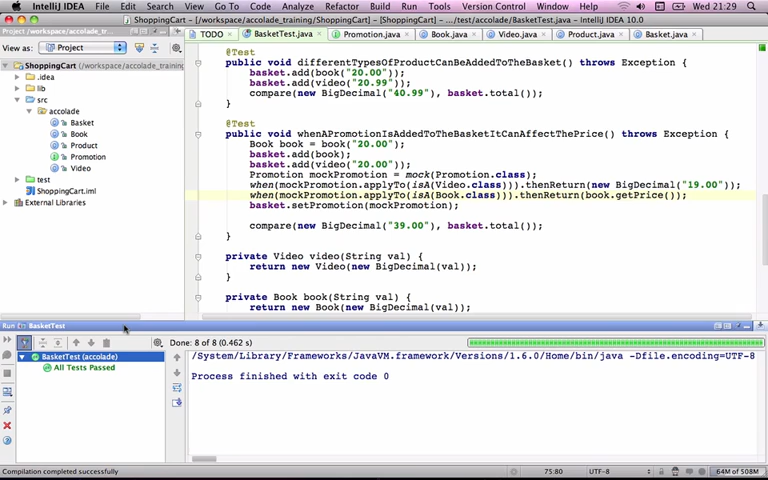 IntelliJ IDEA File Edit Search View Go To Code Analyze Refactor Build Run Tools Version Control Window Help Wed 21:29
ShoppingCart - [/workspace/accolade_training/ShoppingCart] - [ShoppingCart] - .../test/accolade/BasketTest.java - IntelliJ IDEA 10.0
ShoppingCart (/workspace/accolade_tr...
View as: Project
ShoppingCart (/workspace/accolade_training
.idea
lib
src
accolade
Basket
Book
Product
Promotion
Video
test
ShoppingCart.iml
External Libraries
TODO BasketTest.java Promotion.java Book.java Video.java Product.java Basket.java
@Test
public void differentTypesOfProductCanBeAddedToTheBasket() throws Exception {
basket.add(book("20.00"));
basket.add(video("20.99"));
compare(new BigDecimal("40.99"), basket.total());
}
@Test
public void whenAPromotionIsAddedToTheBasketItCanAffectThePrice() throws Exception {
Book book = book("20.00");
basket.add(book);
basket.add(video("20.00"));
Promotion mockPromotion = mock(Promotion.class);
when(mockPromotion.applyTo(isA(Video.class))).thenReturn(new BigDecimal("19.00"));
when(mockPromotion.applyTo(isA(Book.class))).thenReturn(book.getPrice());
basket.setPromotion(mockPromotion);
compare(new BigDecimal("39.00"), basket.total());
}
private Video video(String val) {
return new Video(new BigDecimal(val));
}
private Book book(String val) {
return new Book(new BigDecimal(val));
Run BasketTest
Done: 8 of 8 (0.462 s)
BasketTest (accolade)
All Tests Passed
/System/Library/Frameworks/JavaVM.framework/Versions/1.6.0/Home/bin/java -Dfile.encoding=UTF-8
Process finished with exit code 0
Compilation completed successfully 75:80 UTF-8 64M of 508M